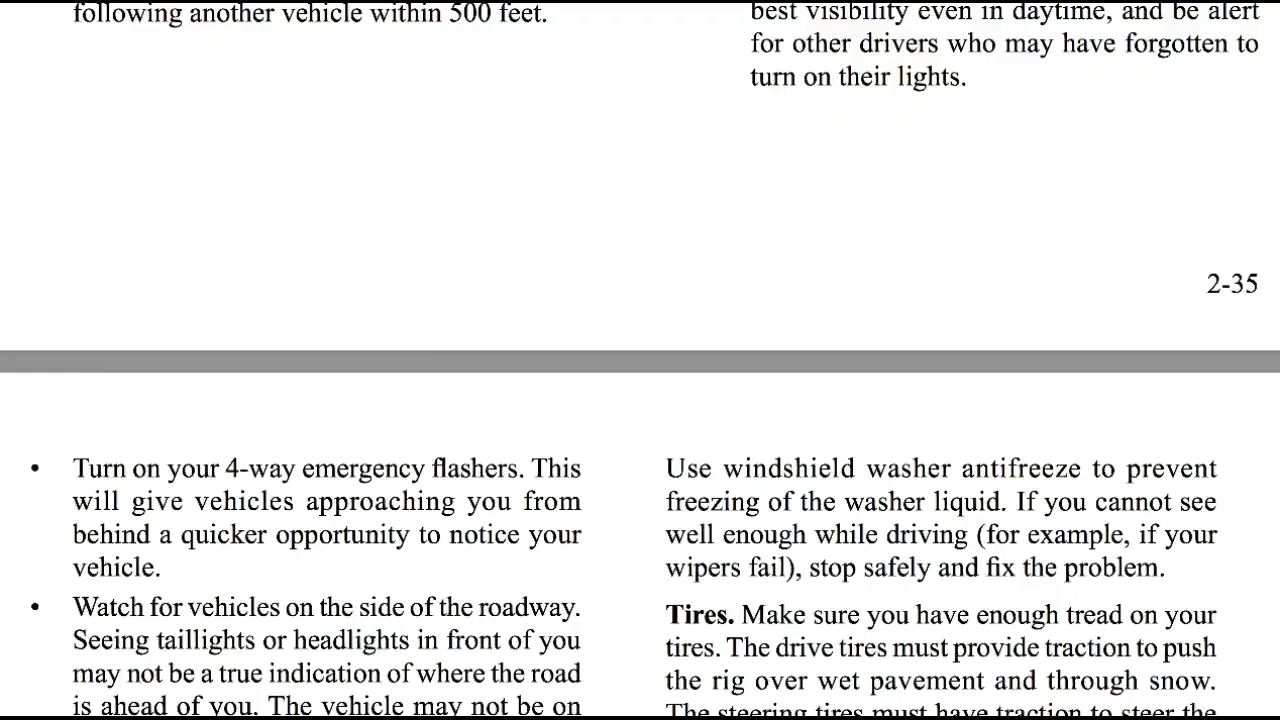 following another vehicle within 500 feet.
best visibility even in daytime, and be alert
for other drivers who may have forgotten to
turn on their lights.
2-35
• Turn on your 4-way emergency flashers. This
will give vehicles approaching you from
behind a quicker opportunity to notice your
vehicle.
• Watch for vehicles on the side of the roadway.
Seeing taillights or headlights in front of you
may not be a true indication of where the road
is ahead of you. The vehicle may not be on
Use windshield washer antifreeze to prevent
freezing of the washer liquid. If you cannot see
well enough while driving (for example, if your
wipers fail), stop safely and fix the problem.
Tires. Make sure you have enough tread on your
tires. The drive tires must provide traction to push
the rig over wet pavement and through snow.
The steering tires must have traction to steer the